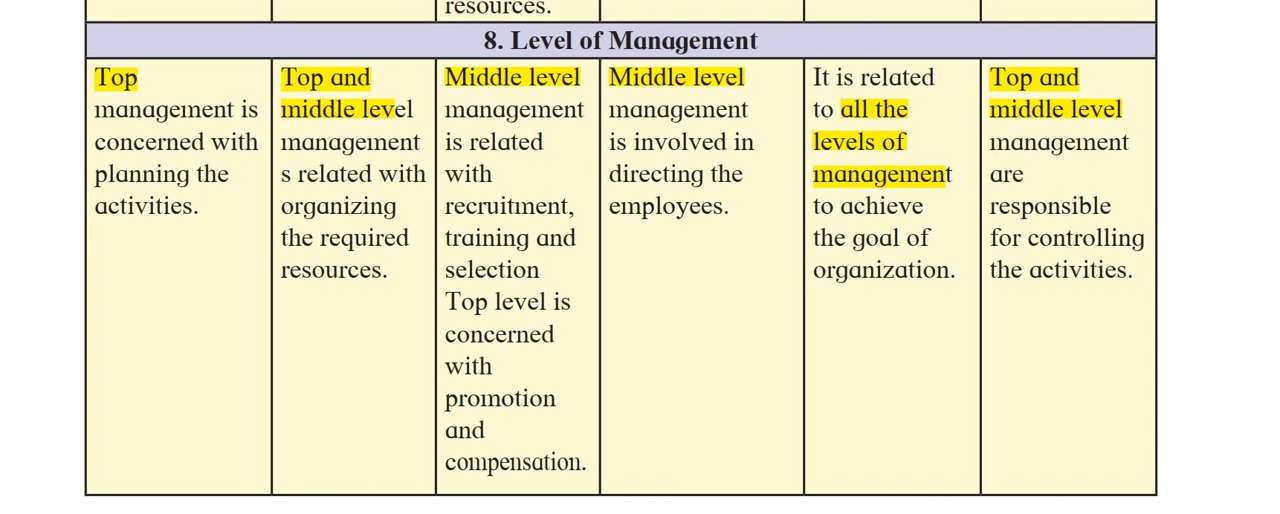 resources.
8. Level of Management
Top
management is
concerned with
planning the
activities.
Top and
middle level
management
s related with
organizing
the required
resources.
Middle level
management
is related
with
recruitment,
training and
selection
Top level is
concerned
with
promotion
and
compensation.
Middle level
management
is involved in
directing the
employees.
It is related
to all the
levels of
management
to achieve
the goal of
organization.
Top and
middle level
management
are
responsible
for controlling
the activities.